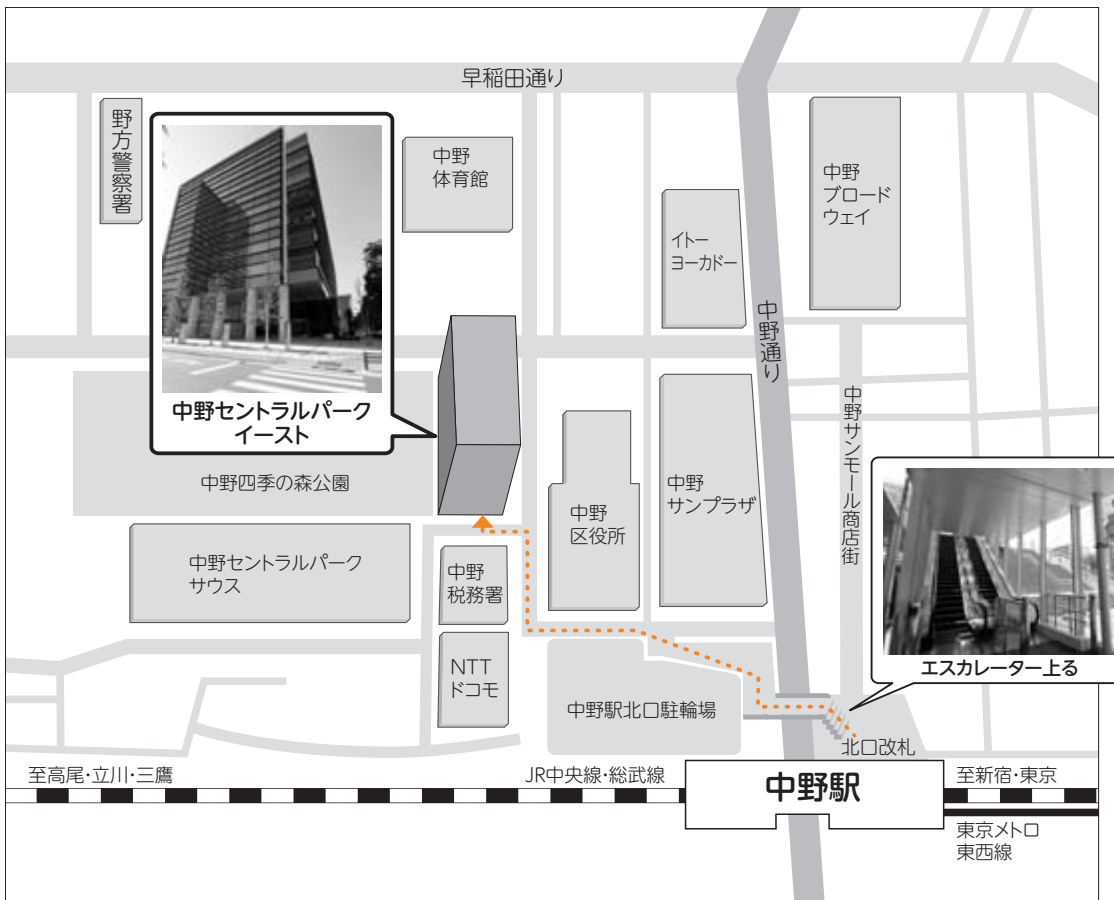 早稲田通り
野方警察署
中野
体育館
中野
ブロード
ウェイ
イトー
ヨーカドー
中野通り
中野セントラルパーク
イースト
中野四季の森公園
中野サンモール商店街
中野
サンプラザ
中野
区役所
中野セントラルパーク
サウス
中野
税務署
NTT
ドコモ
エスカレーター上る
中野駅北口駐輪場
北口改札
至高尾・立川・三鷹
JR中央線・総武線
中野駅
至新宿・東京
東京メトロ
東西線